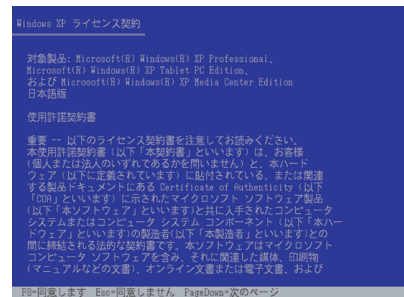 Windows XP ライセンス契約
対象製品: Microsoft(R) Windows(R) XP Professional、
Microsoft(R) Windows(R) XP Tablet PC Edition、
および Microsoft(R) Windows(R) XP Media Center Edition
日本語版
使用許諾契約書
重要 -- 以下のライセンス契約書を注意してお読みください。
本使用許諾契約書 (以下「本契約書」といいます) は、お客様
(個人または法人のいずれであるかを問いません) と、本ハード
ウェア (以下に定義されています) に貼付されている、または関連
する製品ドキュメントにある Certificate of Authenticity (以下
「COA」といいます) に示されたマイクロソフト ソフトウェア製品
(以下「本ソフトウェア」といいます)と共に入手されたコンピュータ
システムまたはコンピュータ システム コンポーネント (以下「本ハー
ドウェア」といいます)の製造者(以下「本製造者」といいます)との
間に締結される法的な契約書です。本ソフトウェアはマイクロソフト
コンピュータ ソフトウェアを含み、それに関連した媒体、印刷物
(マニュアルなどの文書)、オンライン文書または電子文書、および
F8=同意します Esc=同意しません PageDown=次のページ